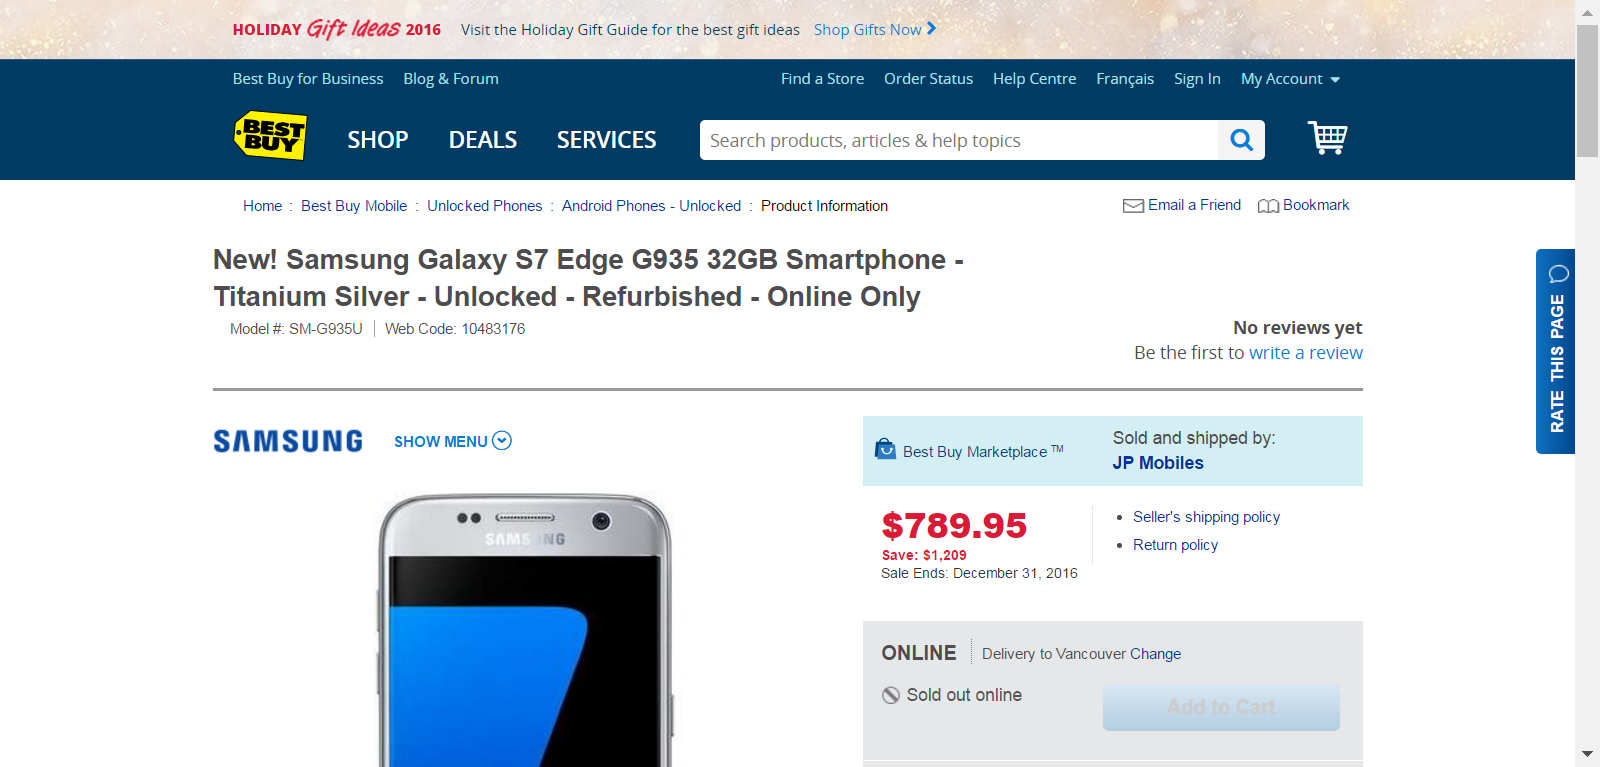 HOLIDAY Gift Ideas 2016 Visit the Holiday Gift Guide for the best gift ideas Shop Gifts Now
Best Buy for Business Blog & Forum Find a Store Order Status Help Centre Français Sign In My Account
BEST BUY SHOP DEALS SERVICES Search products, articles & help topics
Home : Best Buy Mobile : Unlocked Phones : Android Phones - Unlocked : Product Information Email a Friend Bookmark
New! Samsung Galaxy S7 Edge G935 32GB Smartphone -
Titanium Silver - Unlocked - Refurbished - Online Only
Model #: SM-G935U Web Code: 10483176
No reviews yet
Be the first to write a review
RATE THIS PAGE
SAMSUNG SHOW MENU
Best Buy Marketplace TM
Sold and shipped by:
JP Mobiles
SAMSUNG
$789.95
Save: $1,209
Sale Ends: December 31, 2016
Seller's shipping policy
Return policy
ONLINE Delivery to Vancouver Change
Sold out online Add to Cart